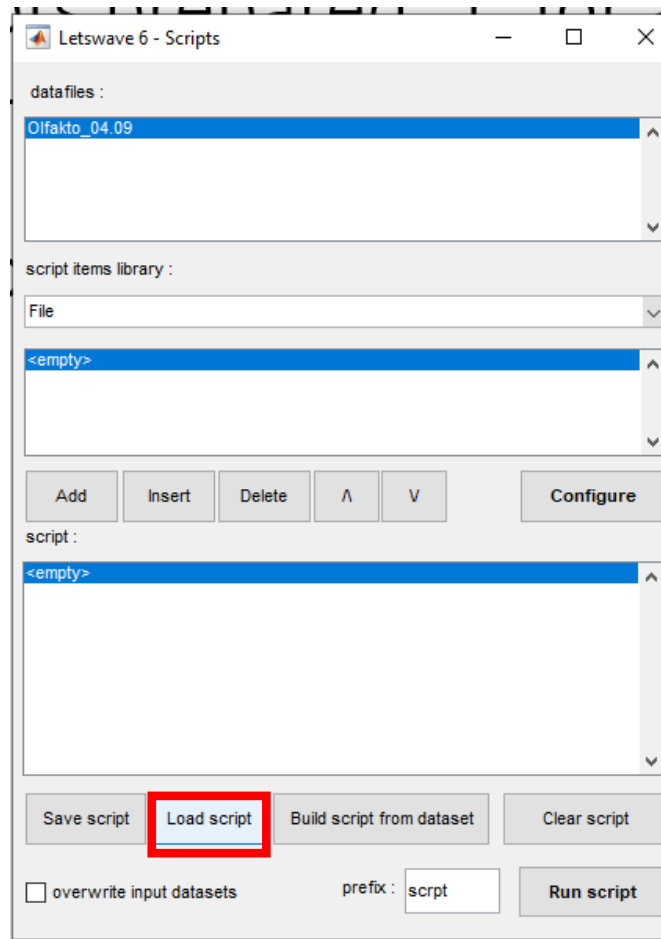 Letswave 6 - Scripts
datafiles :
Olfakto_04.09
script items library :
File
<empty>
Add Insert Delete /\ \/ Configure
script :
<empty>
Save script Load script Build script from dataset Clear script
overwrite input datasets prefix : scrpt Run script